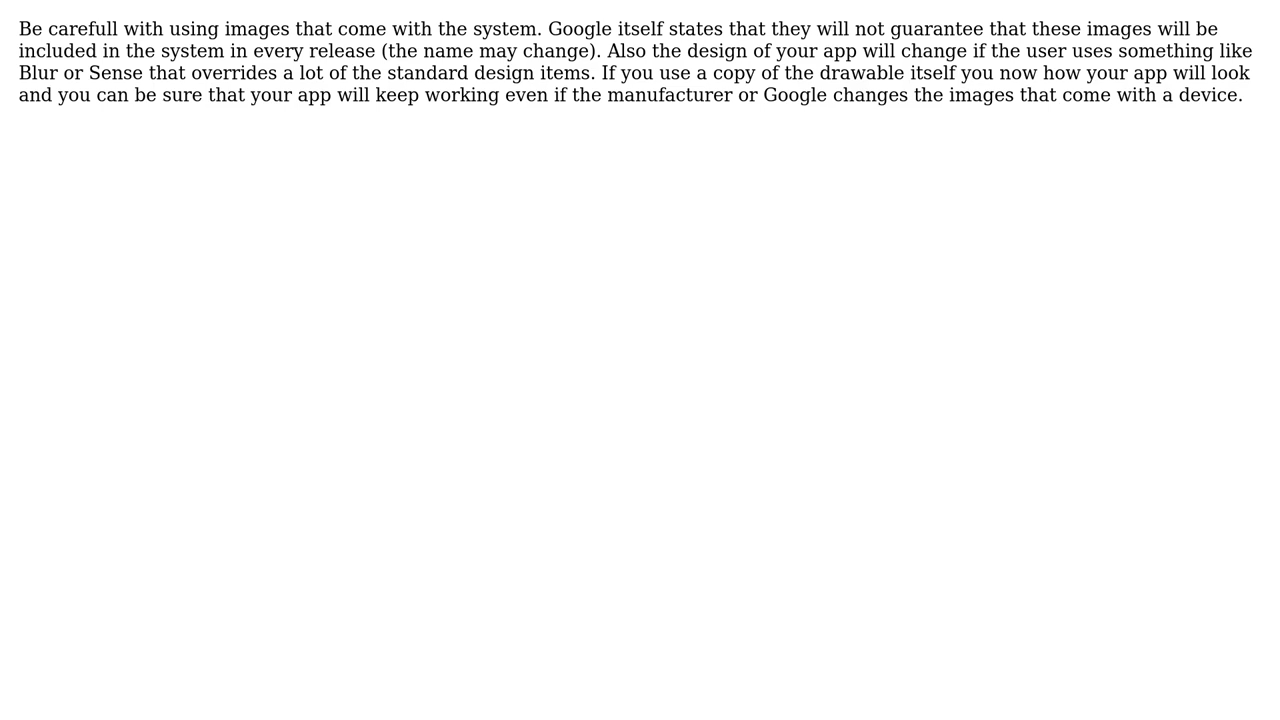 Be carefull with using images that come with the system. Google itself states that they will not guarantee that these images will be
included in the system in every release (the name may change). Also the design of your app will change if the user uses something like
Blur or Sense that overrides a lot of the standard design items. If you use a copy of the drawable itself you now how your app will look
and you can be sure that your app will keep working even if the manufacturer or Google changes the images that come with a device.